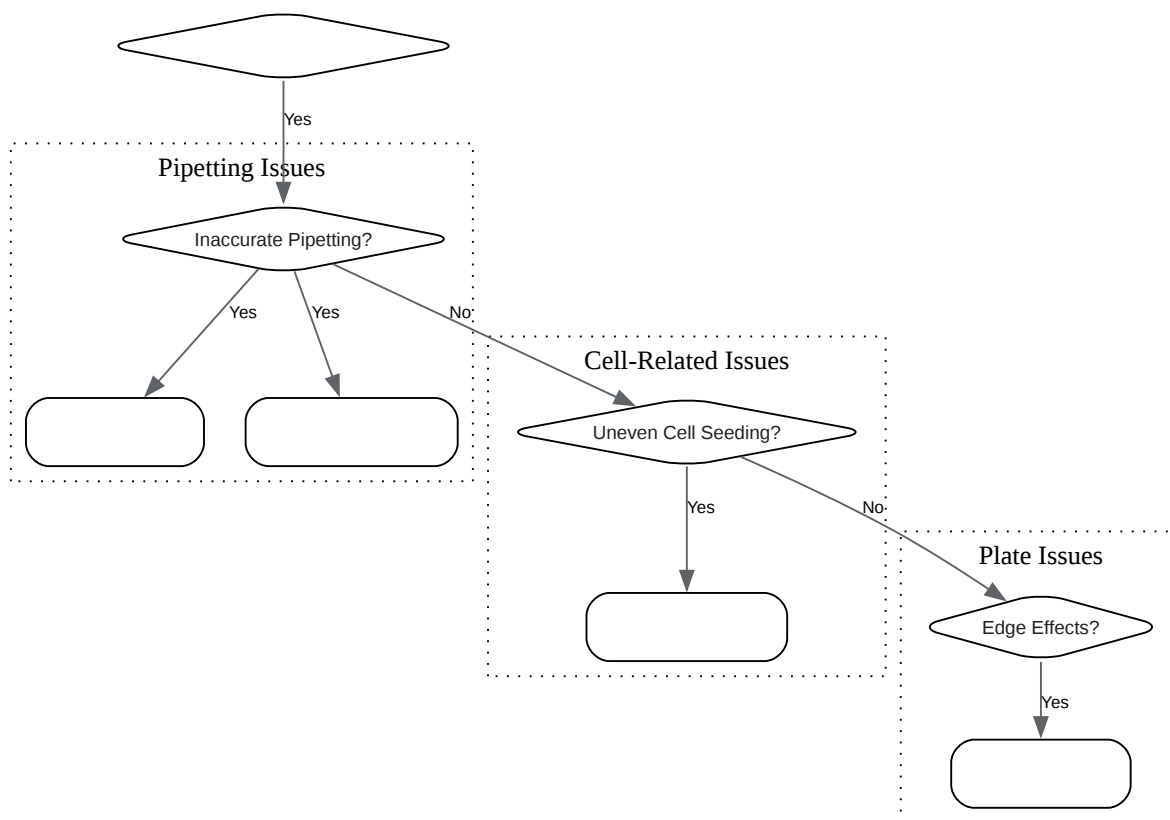 Yes
Pipetting Issues
Inaccurate Pipetting?
Yes
Yes
No
Cell-Related Issues
Uneven Cell Seeding?
Yes
No
Plate Issues
Edge Effects?
Yes